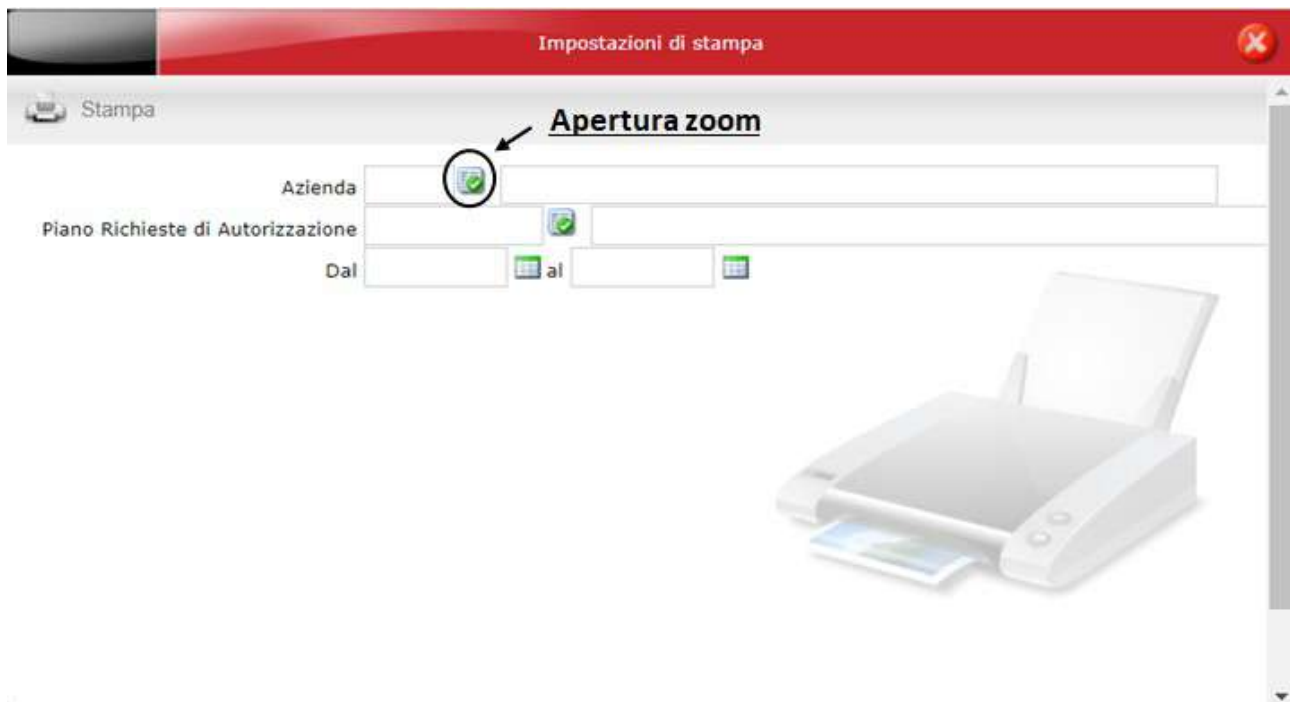 Impostazioni di stampa
Stampa
Apertura zoom
Azienda
Piano Richieste di Autorizzazione
Dal al